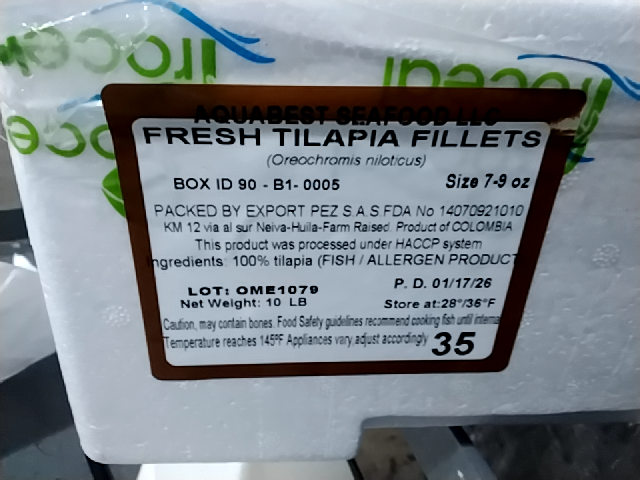 AQUABEST SEAFOOD LLC
FRESH TILAPIA FILLETS
(Oreochromis niloticus)
BOX ID 90 - B1- 0005 Size 7-9 oz
PACKED BY EXPORT PEZ S.A.S.FDA No 14070921010
KM 12 via al sur Neiva-Huila-Farm Raised. Product of COLOMBIA
This product was processed under HACCP system
Ingredients: 100% tilapia (FISH / ALLERGEN PRODUCT
LOT: OME1079 P. D. 01/17/26
Net Weight: 10 LB Store at:28°/36°F
Caution, may contain bones. Food Safely guidelines recommend cooking fish until interna
Temperature reaches 145°F Appliances vary,adjust accordingly 35